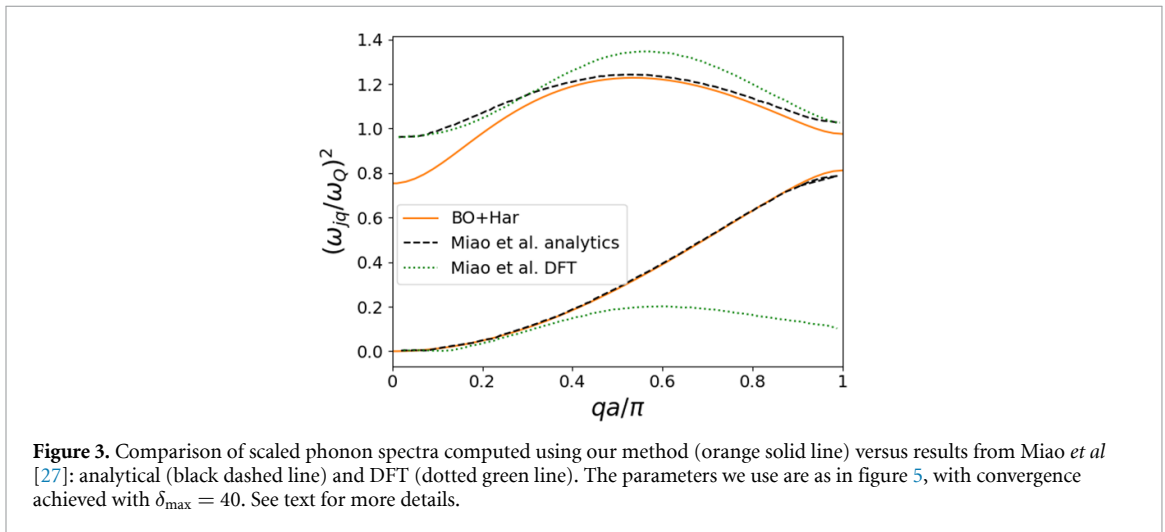 1.4
1.2
1.0
0.8
0.6
0.4
0.2
0.0
(ω_{jq}/ω_Q)^2
BO+Har
Miao et al. analytics
Miao et al. DFT
0 0.2 0.4 0.6 0.8 1
qa/π
Figure 3. Comparison of scaled phonon spectra computed using our method (orange solid line) versus results from Miao et al
[27]: analytical (black dashed line) and DFT (dotted green line). The parameters we use are as in figure 5, with convergence
achieved with δ_max = 40. See text for more details.